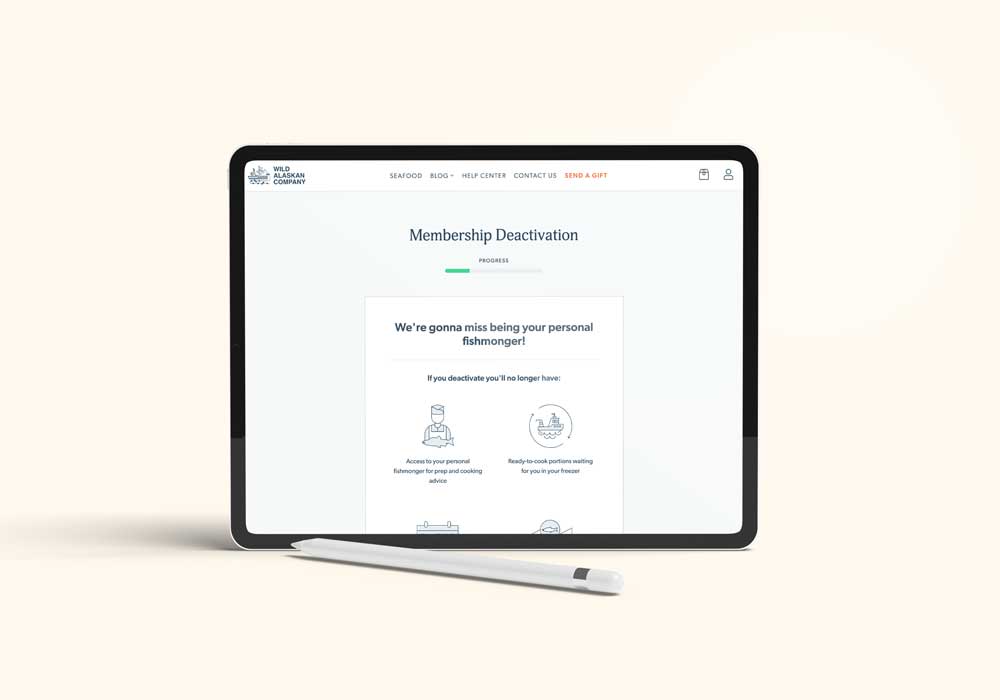 WILD
ALASKAN
COMPANY
SEAFOOD BLOG HELP CENTER CONTACT US SEND A GIFT
Membership Deactivation
PROGRESS
We're gonna miss being your personal
fishmonger!
If you deactivate you'll no longer have:
Access to your personal
fishmonger for prep and cooking
advice
Ready-to-cook portions waiting
for you in your freezer